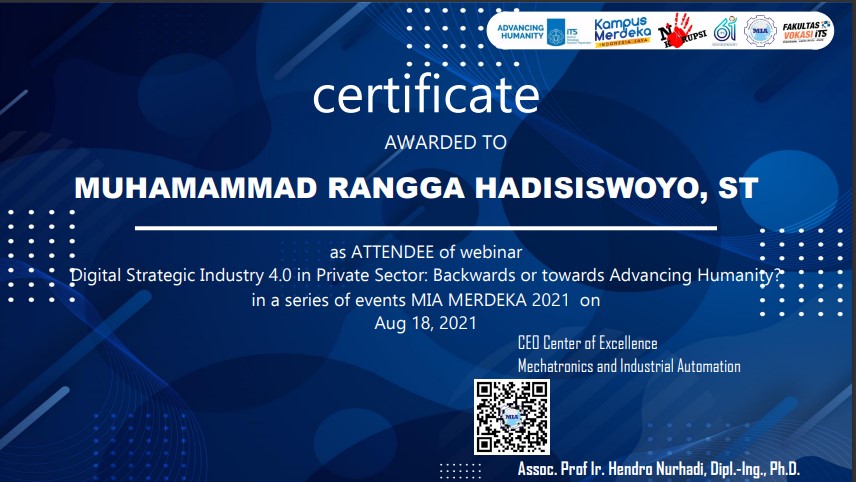 ADVANCING
HUMANITY
ITS
Kampus
Merdeka
INDONESIA JAYA
MIA
FAKULTAS
VOKASI ITS
certificate
AWARDED TO
MUHAMAMMAD RANGGA HADISISWOYO, ST
as ATTENDEE of webinar
Digital Strategic Industry 4.0 in Private Sector: Backwards or towards Advancing Humanity?
in a series of events MIA MERDEKA 2021 on
Aug 18, 2021
CEO Center of Excellence
Mechatronics and Industrial Automation
MIA
Assoc. Prof Ir. Hendro Nurhadi, Dipl.-Ing., Ph.D.